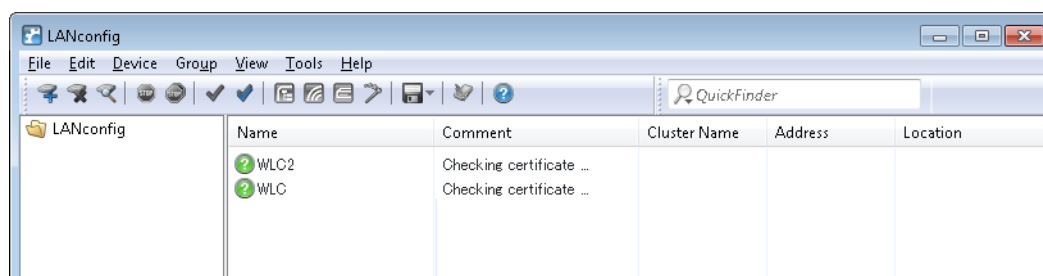 LANconfig
File Edit Device Group View Tools Help
QuickFinder
LANconfig
Name Comment Cluster Name Address Location
WLC2 Checking certificate ...
WLC Checking certificate ...